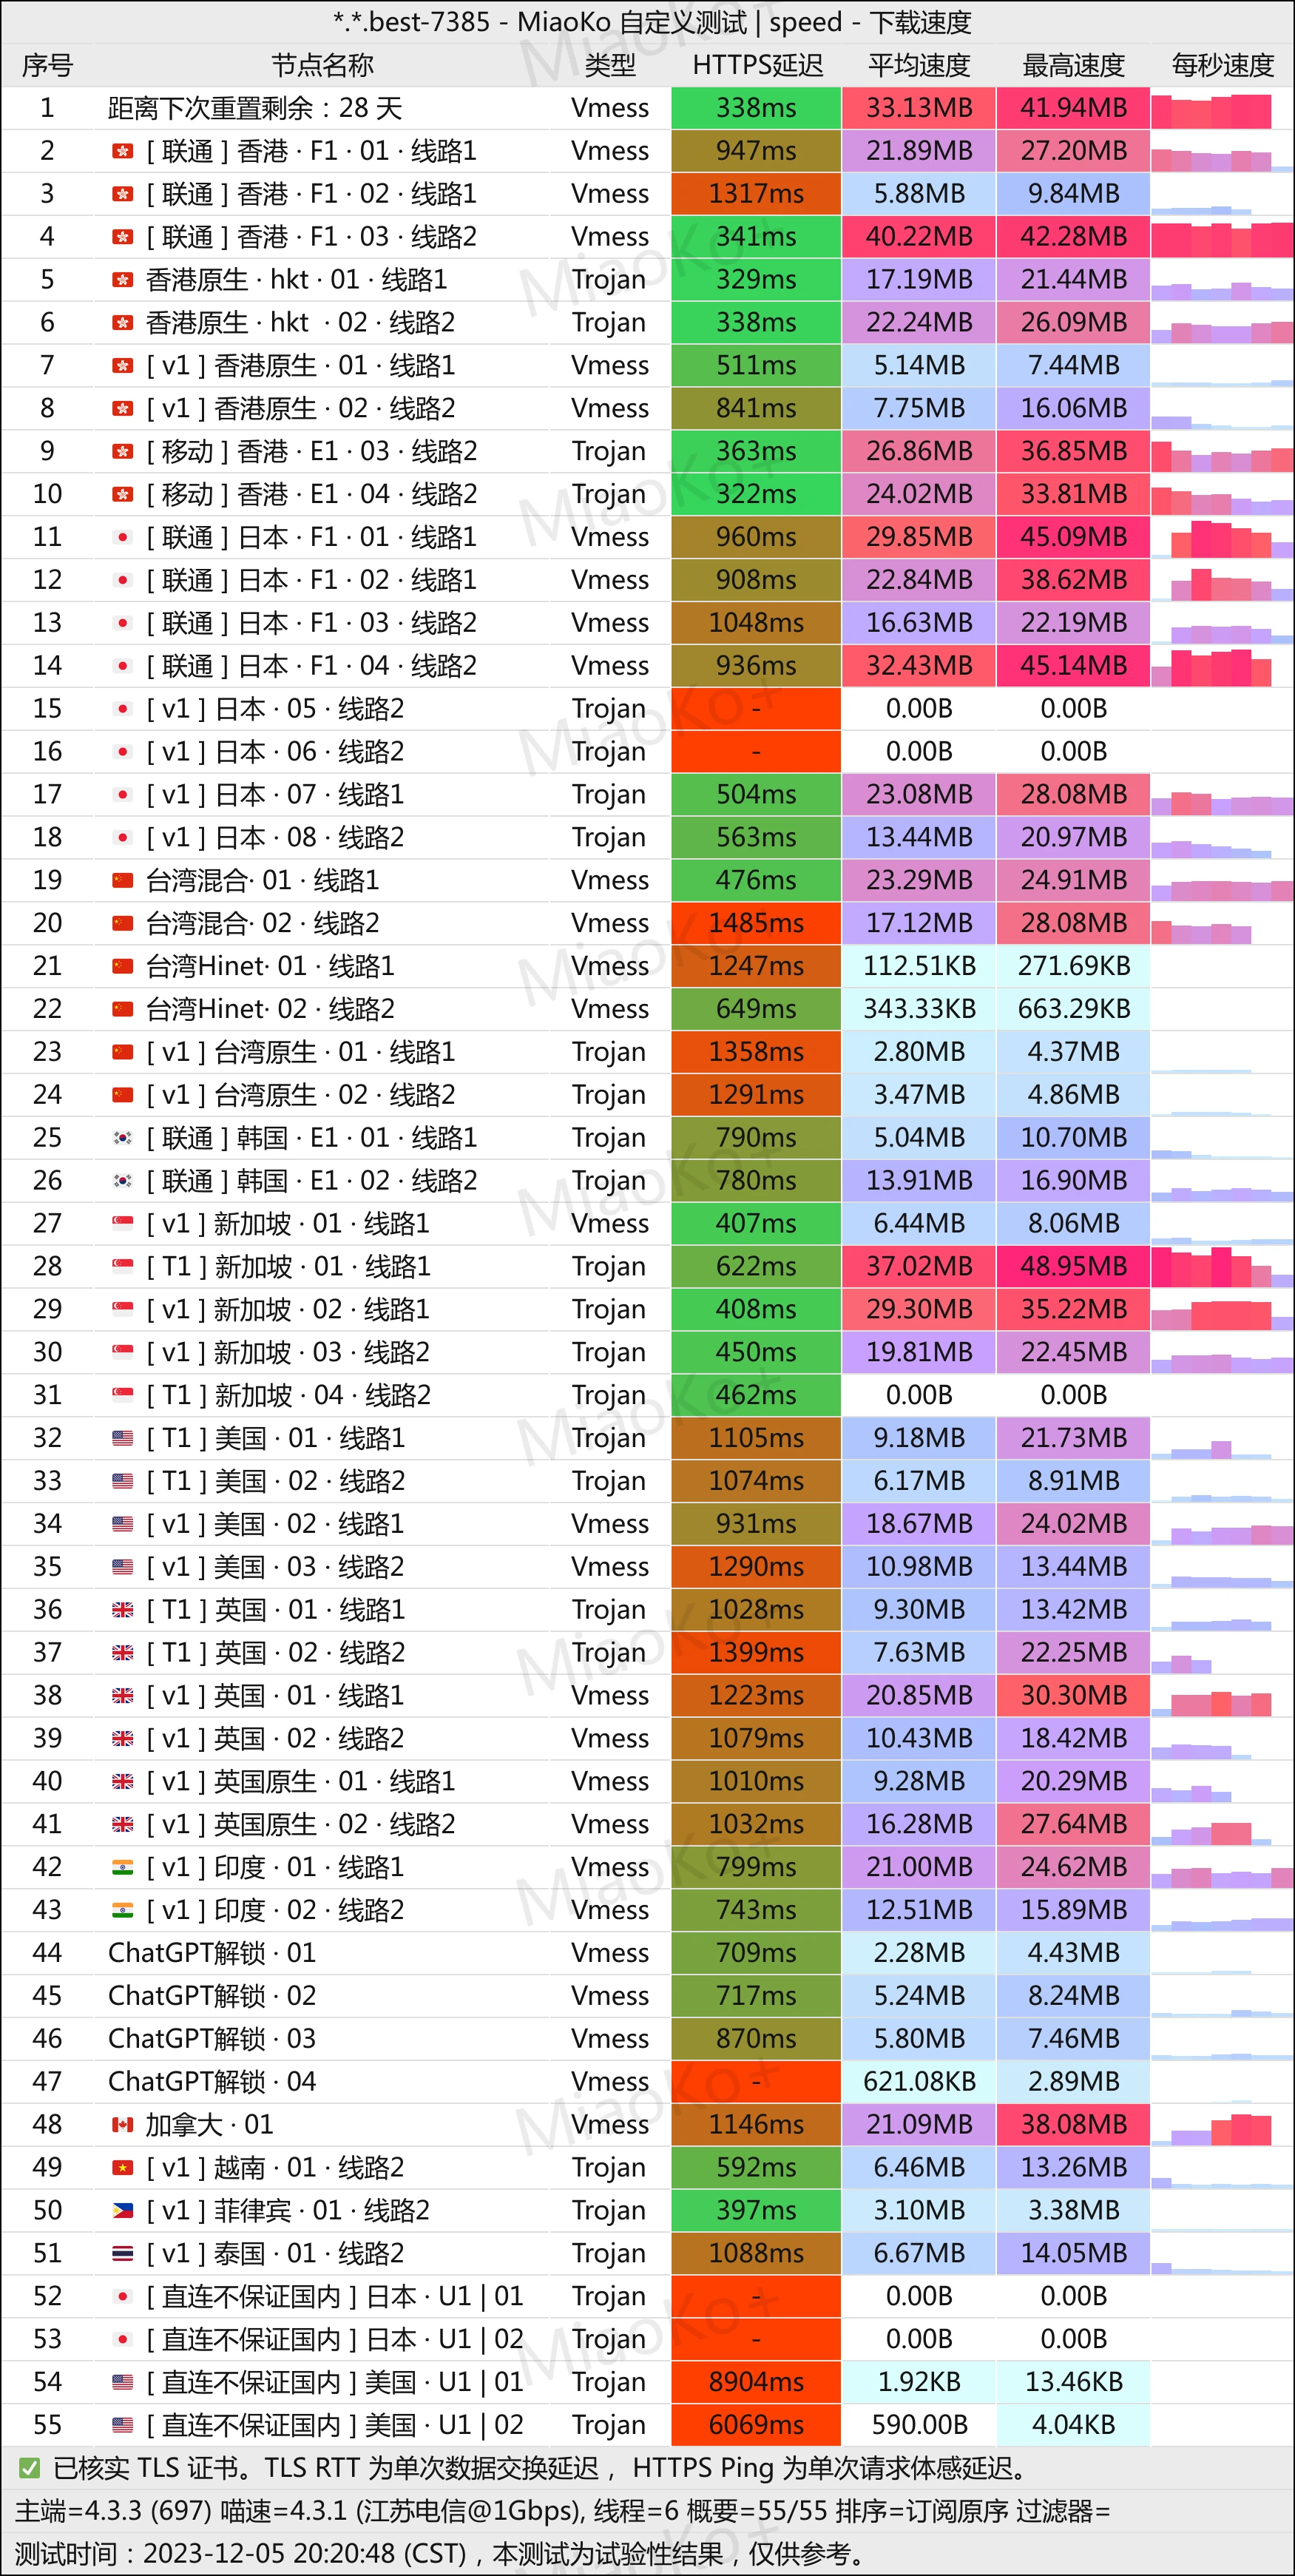 *.*.best-7385 - MiaoKo 自定义测试 | speed - 下载速度
序号 节点名称 类型 HTTPS延迟 平均速度 最高速度 每秒速度
1 距离下次重置剩余：28 天 Vmess 338ms 33.13MB 41.94MB
2 [ 联通 ] 香港 · F1 · 01 · 线路1 Vmess 947ms 21.89MB 27.20MB
3 [ 联通 ] 香港 · F1 · 02 · 线路1 Vmess 1317ms 5.88MB 9.84MB
4 [ 联通 ] 香港 · F1 · 03 · 线路2 Vmess 341ms 40.22MB 42.28MB
5 香港原生 · hkt · 01 · 线路1 Trojan 329ms 17.19MB 21.44MB
6 香港原生 · hkt · 02 · 线路2 Trojan 338ms 22.24MB 26.09MB
7 [ v1 ] 香港原生 · 01 · 线路1 Vmess 511ms 5.14MB 7.44MB
8 [ v1 ] 香港原生 · 02 · 线路2 Vmess 841ms 7.75MB 16.06MB
9 [ 移动 ] 香港 · E1 · 03 · 线路2 Trojan 363ms 26.86MB 36.85MB
10 [ 移动 ] 香港 · E1 · 04 · 线路2 Trojan 322ms 24.02MB 33.81MB
11 [ 联通 ] 日本 · F1 · 01 · 线路1 Vmess 960ms 29.85MB 45.09MB
12 [ 联通 ] 日本 · F1 · 02 · 线路1 Vmess 908ms 22.84MB 38.62MB
13 [ 联通 ] 日本 · F1 · 03 · 线路2 Vmess 1048ms 16.63MB 22.19MB
14 [ 联通 ] 日本 · F1 · 04 · 线路2 Vmess 936ms 32.43MB 45.14MB
15 [ v1 ] 日本 · 05 · 线路2 Trojan - 0.00B 0.00B
16 [ v1 ] 日本 · 06 · 线路2 Trojan - 0.00B 0.00B
17 [ v1 ] 日本 · 07 · 线路1 Trojan 504ms 23.08MB 28.08MB
18 [ v1 ] 日本 · 08 · 线路2 Trojan 563ms 13.44MB 20.97MB
19 台湾混合· 01 · 线路1 Vmess 476ms 23.29MB 24.91MB
20 台湾混合· 02 · 线路2 Vmess 1485ms 17.12MB 28.08MB
21 台湾Hinet· 01 · 线路1 Vmess 1247ms 112.51KB 271.69KB
22 台湾Hinet· 02 · 线路2 Vmess 649ms 343.33KB 663.29KB
23 [ v1 ] 台湾原生 · 01 · 线路1 Trojan 1358ms 2.80MB 4.37MB
24 [ v1 ] 台湾原生 · 02 · 线路2 Trojan 1291ms 3.47MB 4.86MB
25 [ 联通 ] 韩国 · E1 · 01 · 线路1 Trojan 790ms 5.04MB 10.70MB
26 [ 联通 ] 韩国 · E1 · 02 · 线路2 Trojan 780ms 13.91MB 16.90MB
27 [ v1 ] 新加坡 · 01 · 线路1 Vmess 407ms 6.44MB 8.06MB
28 [ T1 ] 新加坡 · 01 · 线路1 Trojan 622ms 37.02MB 48.95MB
29 [ v1 ] 新加坡 · 02 · 线路1 Trojan 408ms 29.30MB 35.22MB
30 [ v1 ] 新加坡 · 03 · 线路2 Trojan 450ms 19.81MB 22.45MB
31 [ T1 ] 新加坡 · 04 · 线路2 Trojan 462ms 0.00B 0.00B
32 [ T1 ] 美国 · 01 · 线路1 Trojan 1105ms 9.18MB 21.73MB
33 [ T1 ] 美国 · 02 · 线路2 Trojan 1074ms 6.17MB 8.91MB
34 [ v1 ] 美国 · 02 · 线路1 Vmess 931ms 18.67MB 24.02MB
35 [ v1 ] 美国 · 03 · 线路2 Vmess 1290ms 10.98MB 13.44MB
36 [ T1 ] 英国 · 01 · 线路1 Trojan 1028ms 9.30MB 13.42MB
37 [ T1 ] 英国 · 02 · 线路2 Trojan 1399ms 7.63MB 22.25MB
38 [ v1 ] 英国 · 01 · 线路1 Vmess 1223ms 20.85MB 30.30MB
39 [ v1 ] 英国 · 02 · 线路2 Vmess 1079ms 10.43MB 18.42MB
40 [ v1 ] 英国原生 · 01 · 线路1 Vmess 1010ms 9.28MB 20.29MB
41 [ v1 ] 英国原生 · 02 · 线路2 Vmess 1032ms 16.28MB 27.64MB
42 [ v1 ] 印度 · 01 · 线路1 Vmess 799ms 21.00MB 24.62MB
43 [ v1 ] 印度 · 02 · 线路2 Vmess 743ms 12.51MB 15.89MB
44 ChatGPT解锁 · 01 Vmess 709ms 2.28MB 4.43MB
45 ChatGPT解锁 · 02 Vmess 717ms 5.24MB 8.24MB
46 ChatGPT解锁 · 03 Vmess 870ms 5.80MB 7.46MB
47 ChatGPT解锁 · 04 Vmess - 621.08KB 2.89MB
48 加拿大 · 01 Vmess 1146ms 21.09MB 38.08MB
49 [ v1 ] 越南 · 01 · 线路2 Trojan 592ms 6.46MB 13.26MB
50 [ v1 ] 菲律宾 · 01 · 线路2 Trojan 397ms 3.10MB 3.38MB
51 [ v1 ] 泰国 · 01 · 线路2 Trojan 1088ms 6.67MB 14.05MB
52 [ 直连不保证国内 ] 日本 · U1 | 01 Trojan - 0.00B 0.00B
53 [ 直连不保证国内 ] 日本 · U1 | 02 Trojan - 0.00B 0.00B
54 [ 直连不保证国内 ] 美国 · U1 | 01 Trojan 8904ms 1.92KB 13.46KB
55 [ 直连不保证国内 ] 美国 · U1 | 02 Trojan 6069ms 590.00B 4.04KB
✅ 已核实 TLS 证书。TLS RTT 为单次数据交换延迟， HTTPS Ping 为单次请求体感延迟。
主端=4.3.3 (697) 喵速=4.3.1 (江苏电信@1Gbps), 线程=6 概要=55/55 排序=订阅原序 过滤器=
测试时间：2023-12-05 20:20:48 (CST)，本测试为试验性结果，仅供参考。